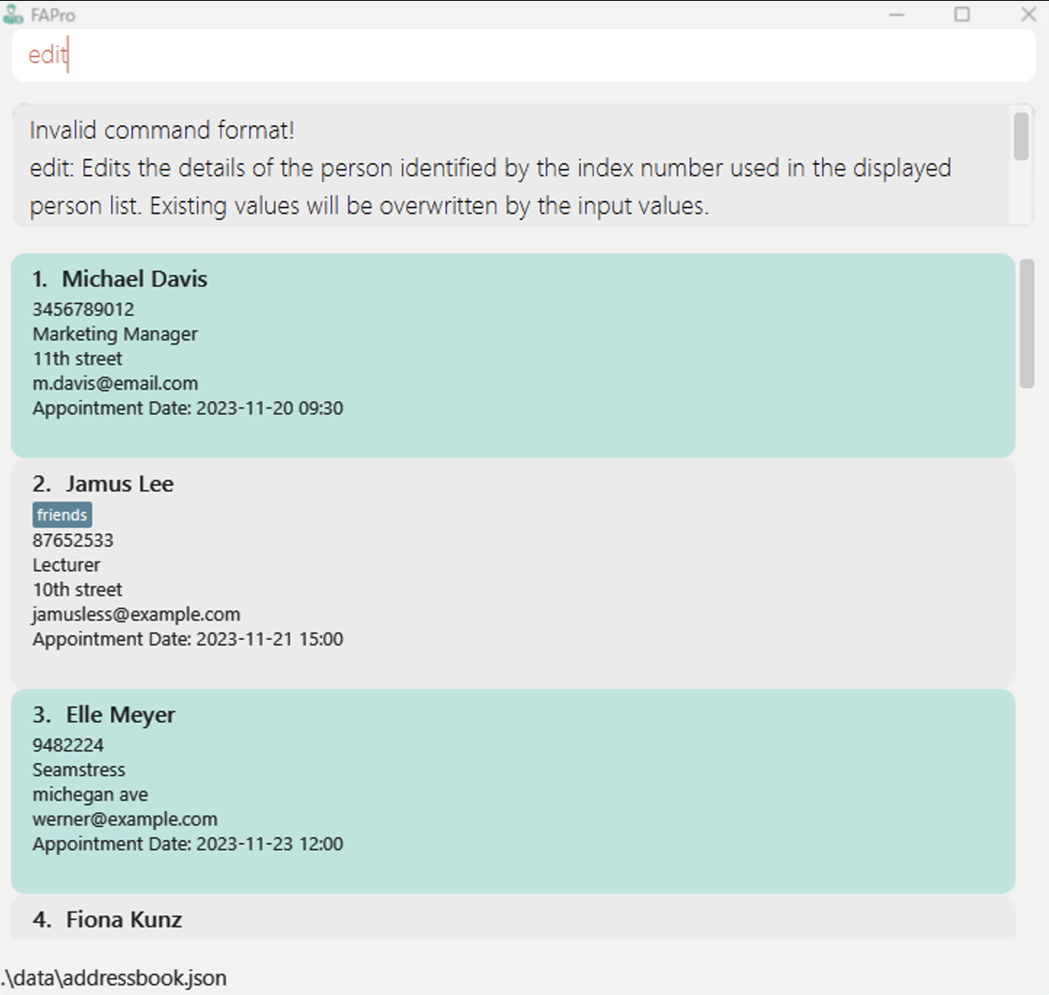 FAPro
edit
Invalid command format!
edit: Edits the details of the person identified by the index number used in the displayed
person list. Existing values will be overwritten by the input values.
1. Michael Davis
3456789012
Marketing Manager
11th street
m.davis@email.com
Appointment Date: 2023-11-20 09:30
2. Jamus Lee
friends
87652533
Lecturer
10th street
jamusless@example.com
Appointment Date: 2023-11-21 15:00
3. Elle Meyer
9482224
Seamstress
michegan ave
werner@example.com
Appointment Date: 2023-11-23 12:00
4. Fiona Kunz
.\data\addressbook.json